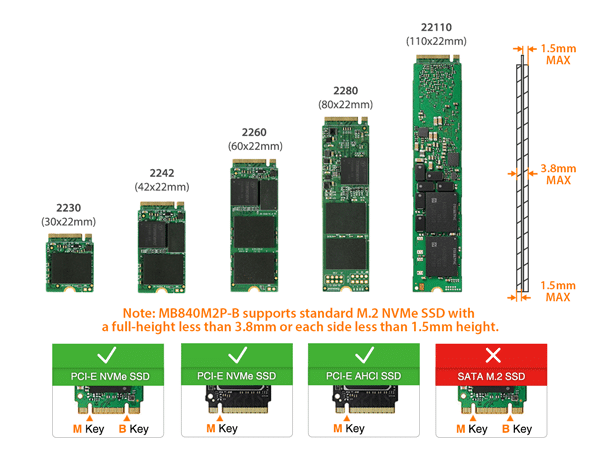 22110
(110x22mm)
1.5mm
MAX
2280
(80x22mm)
2260
(60x22mm)
2242
(42x22mm)
3.8mm
MAX
2230
(30x22mm)
1.5mm
MAX
Note: MB840M2P-B supports standard M.2 NVMe SSD with
a full-height less than 3.8mm or each side less than 1.5mm height.
PCI-E NVMe SSD
M Key B Key
PCI-E NVMe SSD
M Key
PCI-E AHCI SSD
M Key
SATA M.2 SSD
M Key B Key